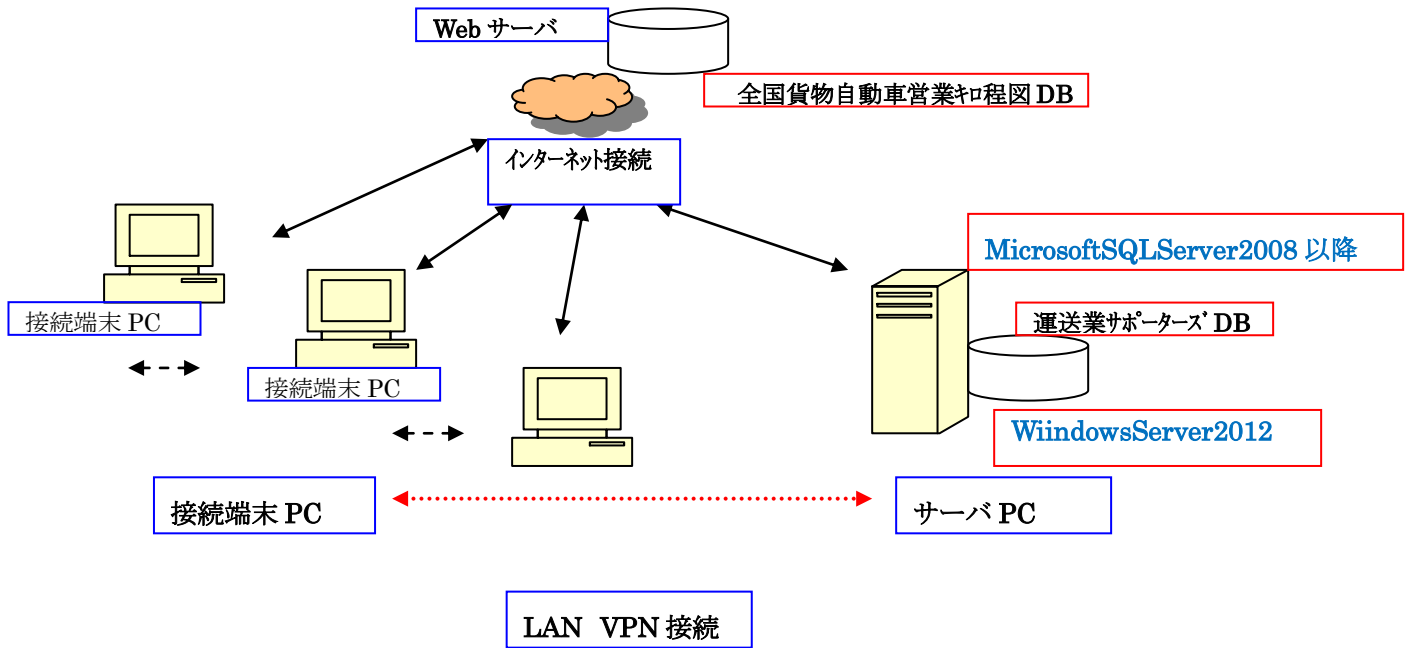 Web サーバ
全国貨物自動車営業ｷﾛ程図 DB
ｲﾝﾀｰﾈｯﾄ接続
MicrosoftSQLServer2008 以降
接続端末 PC
運送業ｻﾎﾟｰﾀｰｽﾞ DB
接続端末 PC
WiindowsServer2012
接続端末 PC
サーバ PC
LAN VPN 接続